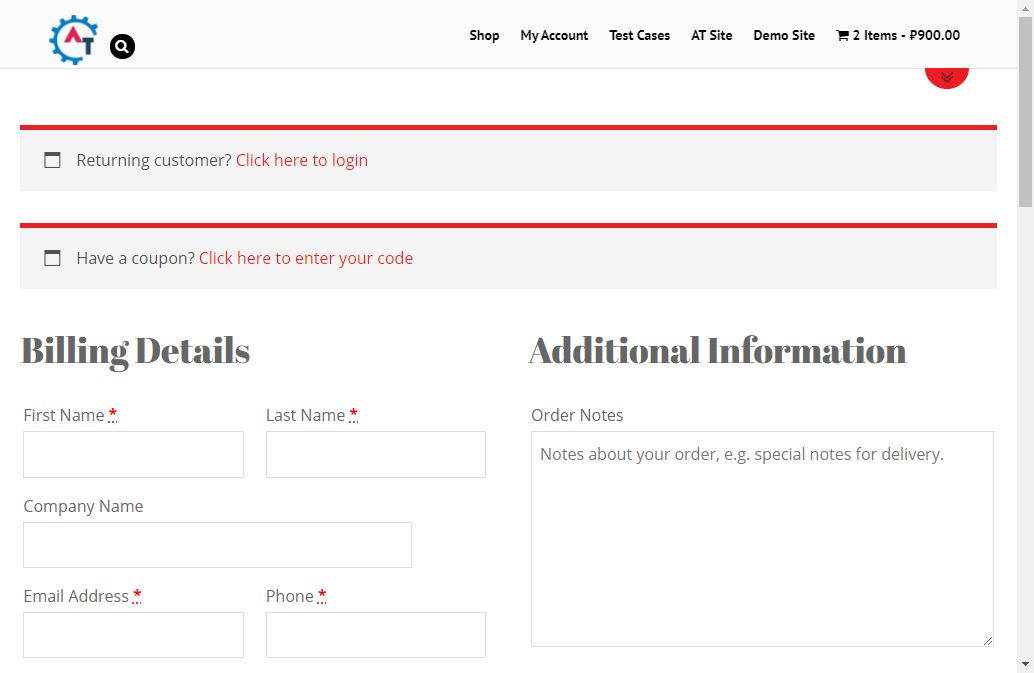 AT
Shop My Account Test Cases AT Site Demo Site 2 Items - ₽900.00
Returning customer? Click here to login
Have a coupon? Click here to enter your code
Billing Details
First Name *
Last Name *
Company Name
Email Address *
Phone *
Additional Information
Order Notes
Notes about your order, e.g. special notes for delivery.